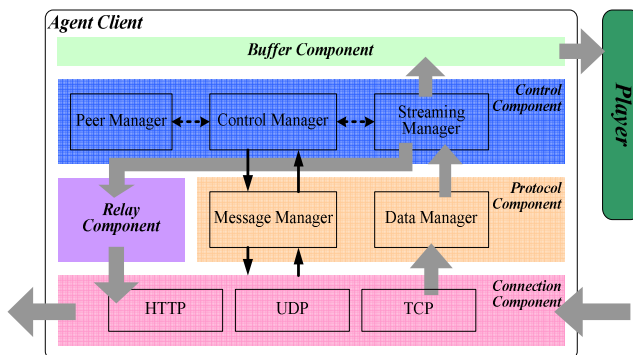 Agent Client
Buffer Component
Player
Control
Component
Peer Manager
Control Manager
Streaming
Manager
Relay
Component
Protocol
Component
Message Manager
Data Manager
Connection
Component
HTTP
UDP
TCP